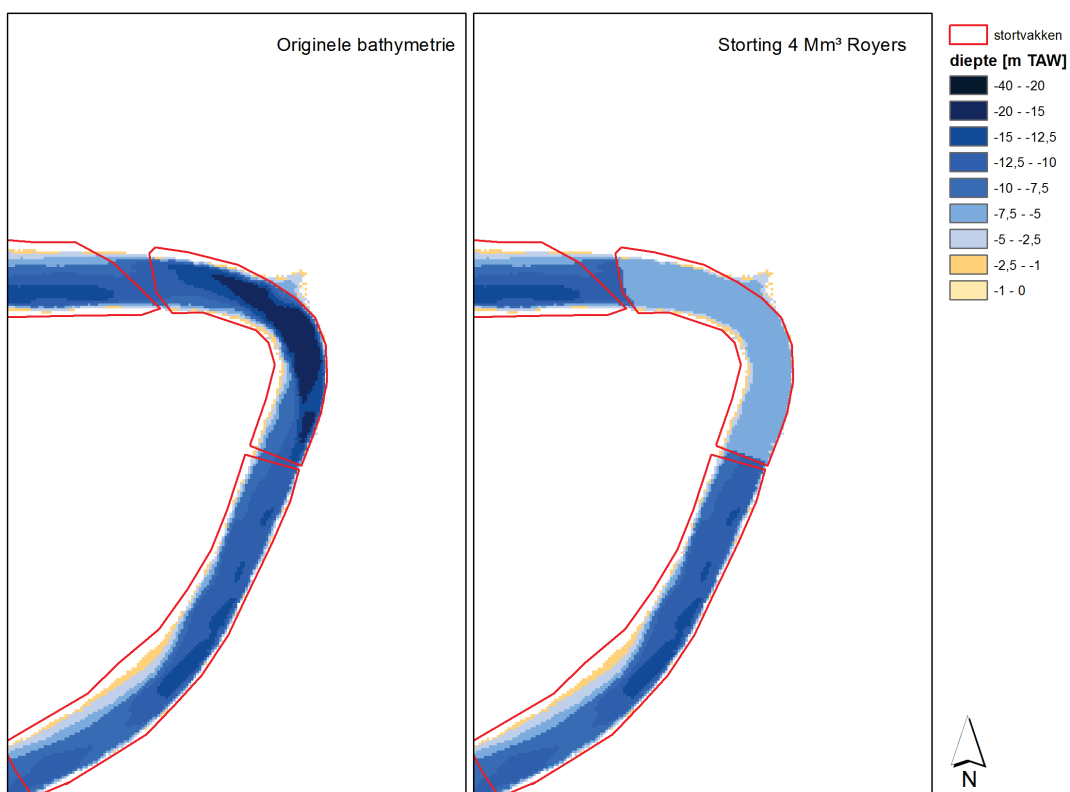 Originele bathymetrie
Storting 4 Mm³ Royers
stortvakken
diepte [m TAW]
-40 - -20
-20 - -15
-15 - -12,5
-12,5 - -10
-10 - -7,5
-7,5 - -5
-5 - -2,5
-2,5 - -1
-1 - 0
N